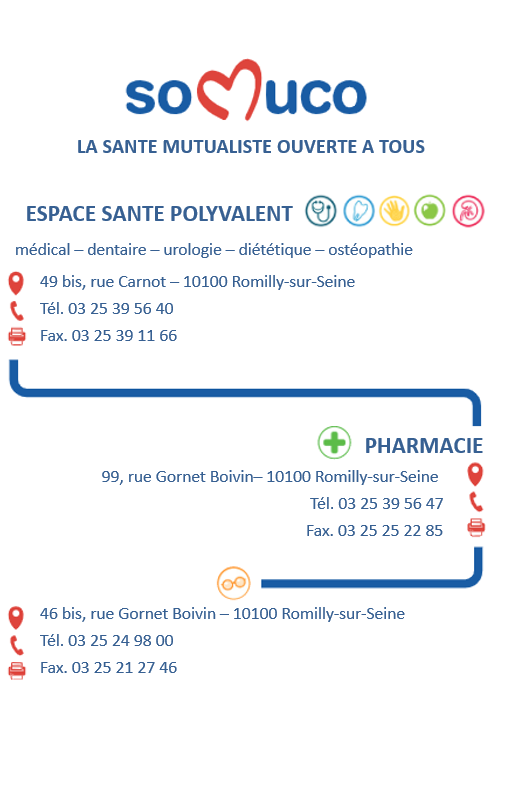 soMuco
LA SANTE MUTUALISTE OUVERTE A TOUS
ESPACE SANTE POLYVALENT
médical – dentaire – urologie – diététique – ostéopathie
49 bis, rue Carnot – 10100 Romilly-sur-Seine
Tél. 03 25 39 56 40
Fax. 03 25 39 11 66
PHARMACIE
99, rue Gornet Boivin– 10100 Romilly-sur-Seine
Tél. 03 25 39 56 47
Fax. 03 25 25 22 85
46 bis, rue Gornet Boivin – 10100 Romilly-sur-Seine
Tél. 03 25 24 98 00
Fax. 03 25 21 27 46